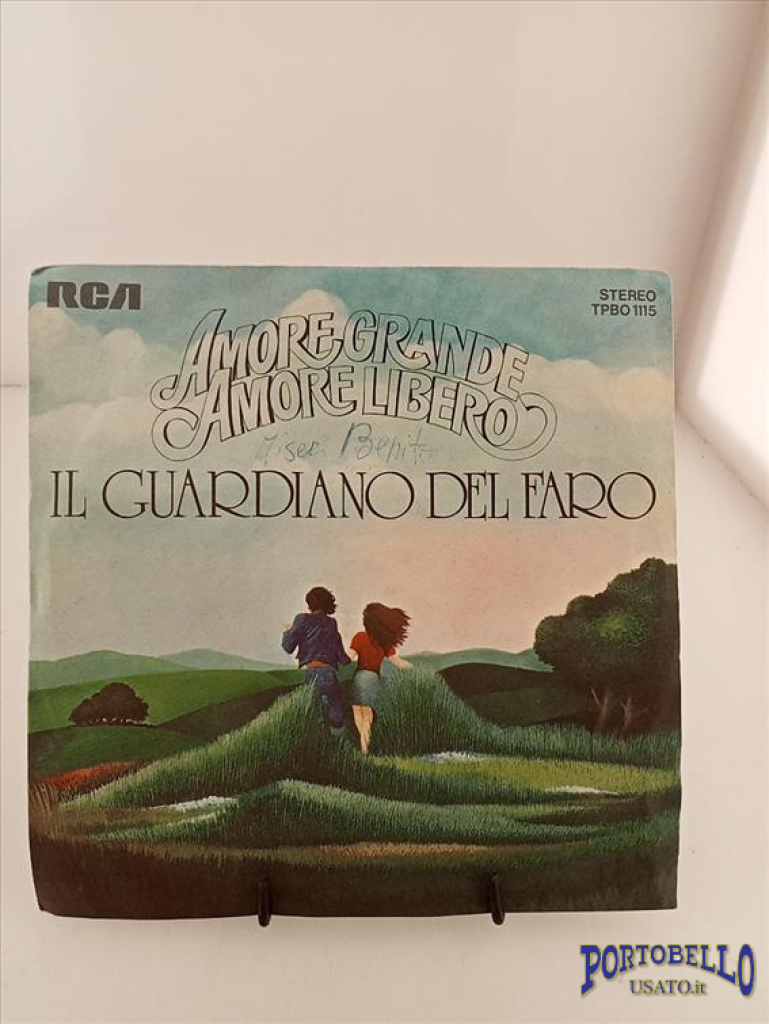 RCA
STEREO
TPBO 1115
AMORE GRANDE
AMORE LIBERO
IL GUARDIANO DEL FARO
PORTOBELLO
USATO.it